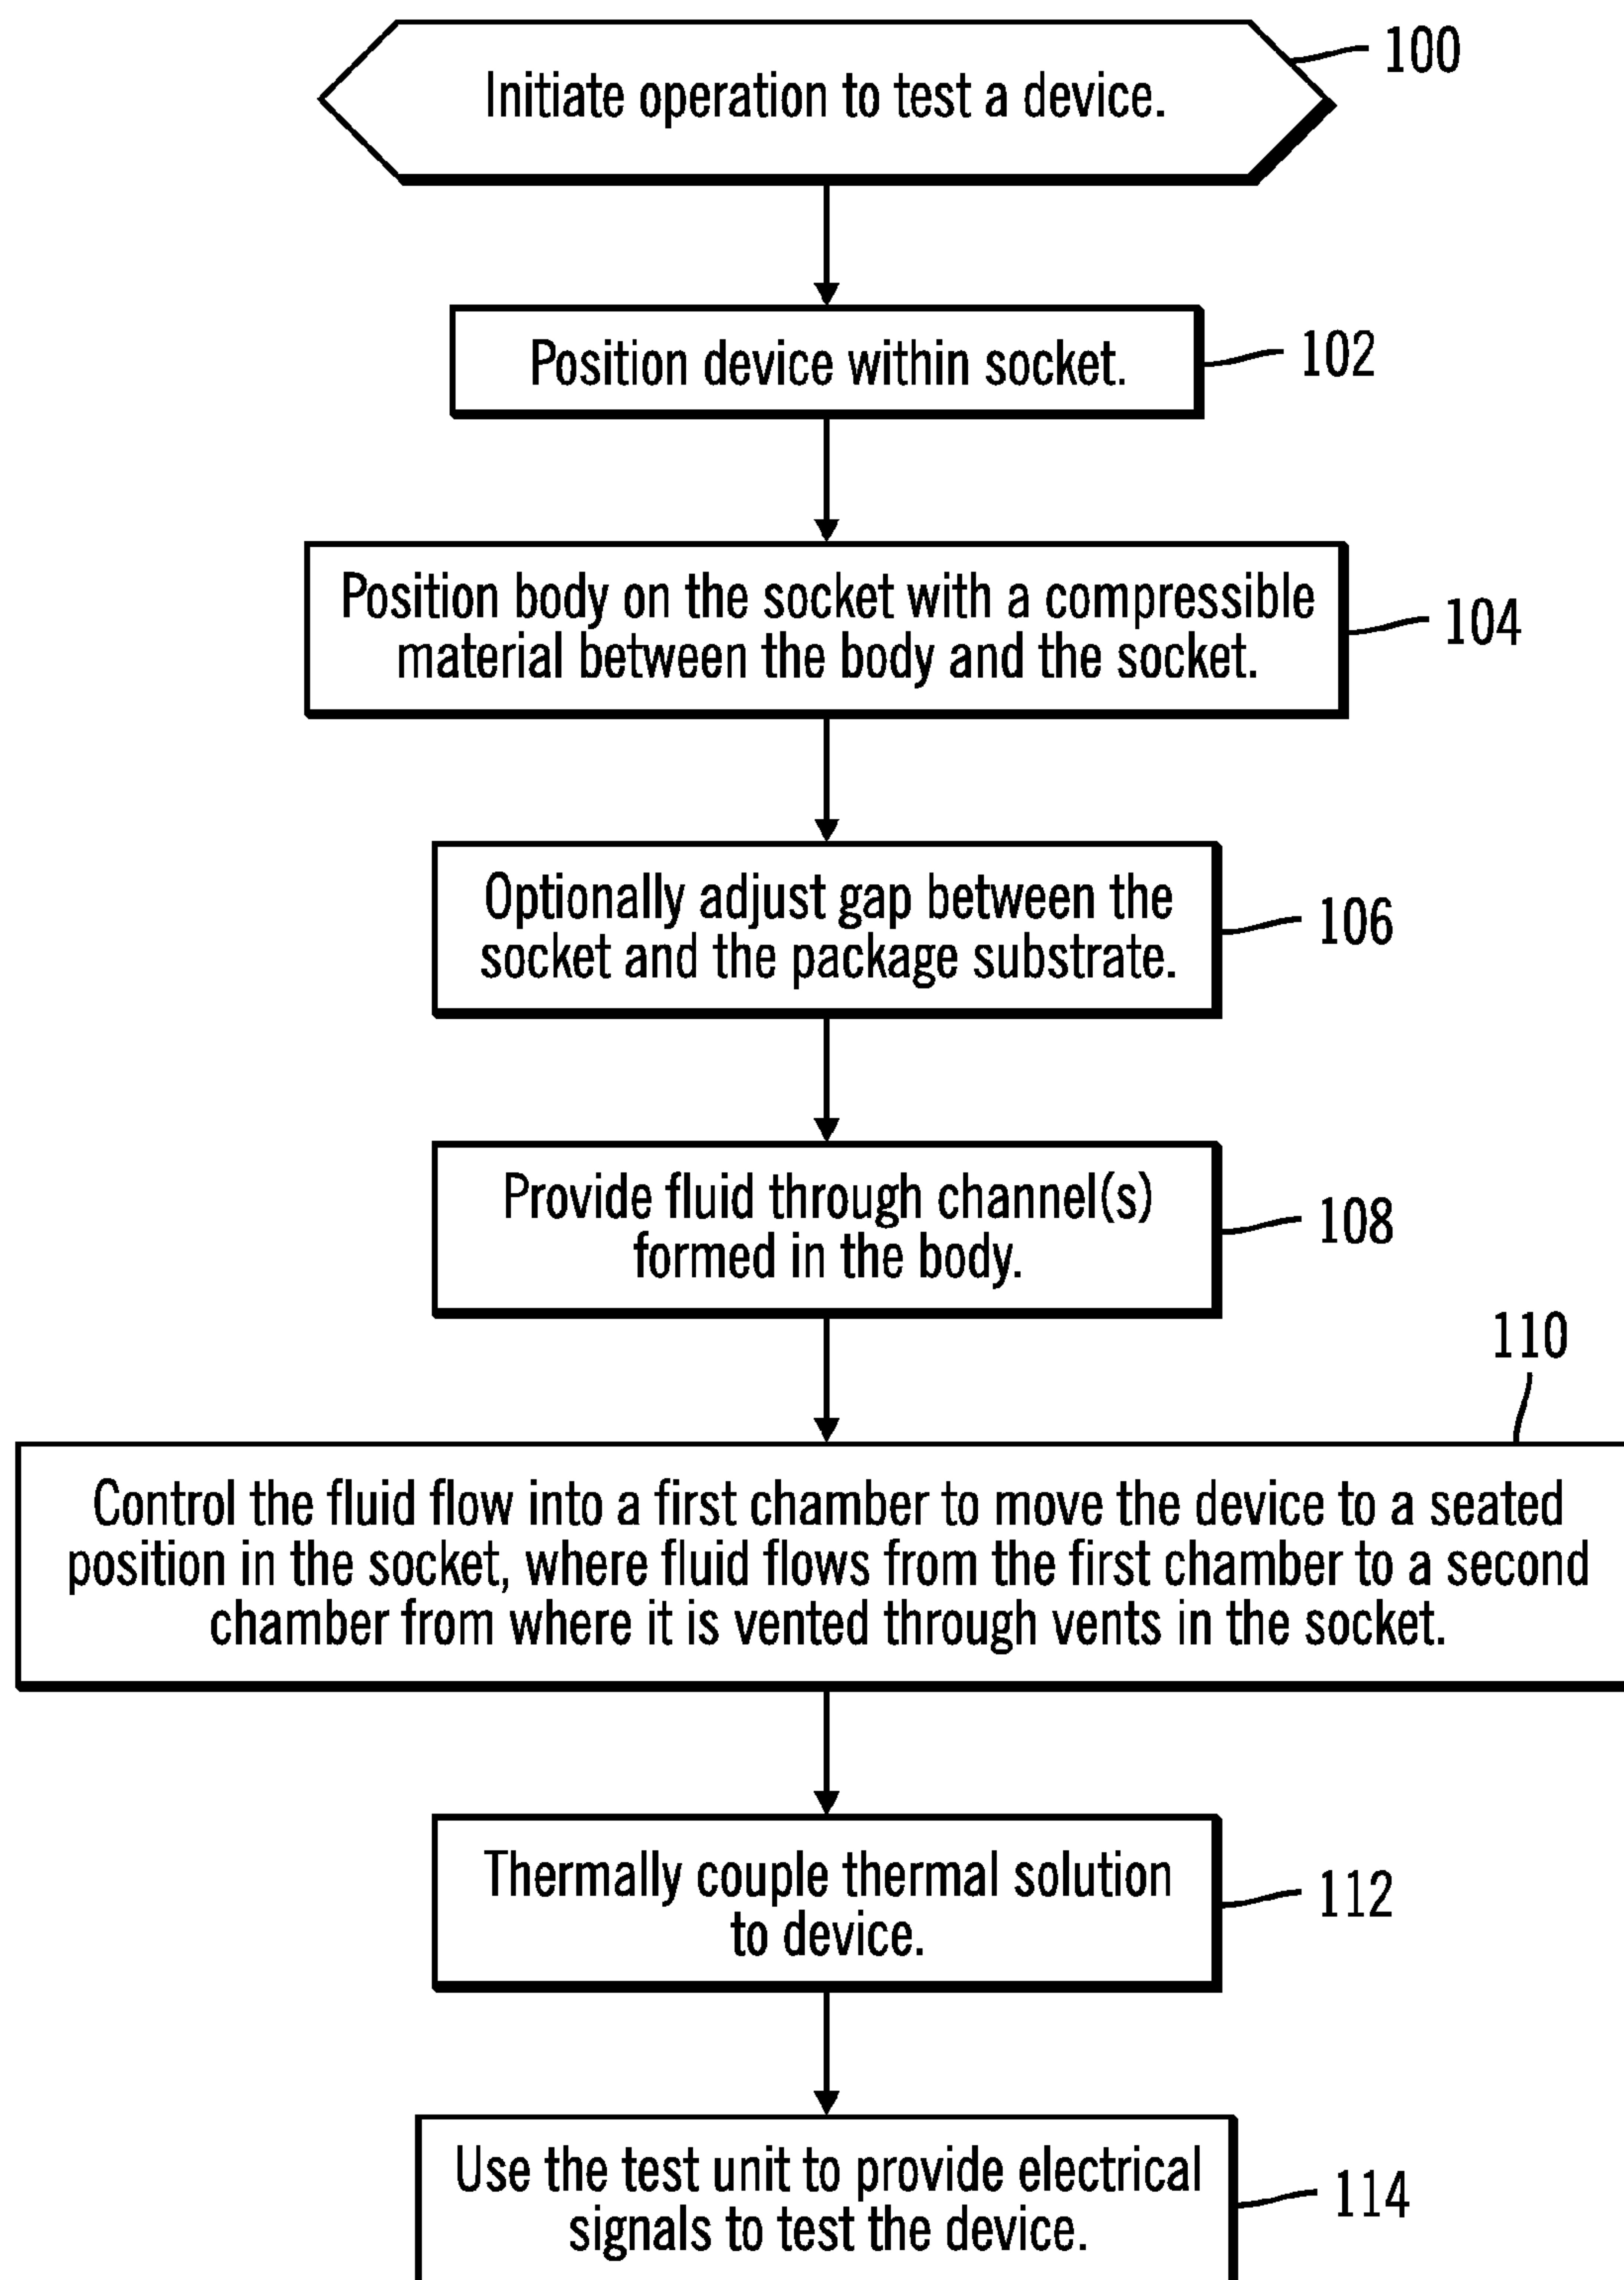 Initiate operation to test a device.
100
Position device within socket.
102
Position body on the socket with a compressible
material between the body and the socket.
104
Optionally adjust gap between the
socket and the package substrate.
106
Provide fluid through channel(s)
formed in the body.
108
110
Control the fluid flow into a first chamber to move the device to a seated
position in the socket, where fluid flows from the first chamber to a second
chamber from where it is vented through vents in the socket.
Thermally couple thermal solution
to device.
112
Use the test unit to provide electrical
signals to test the device.
114